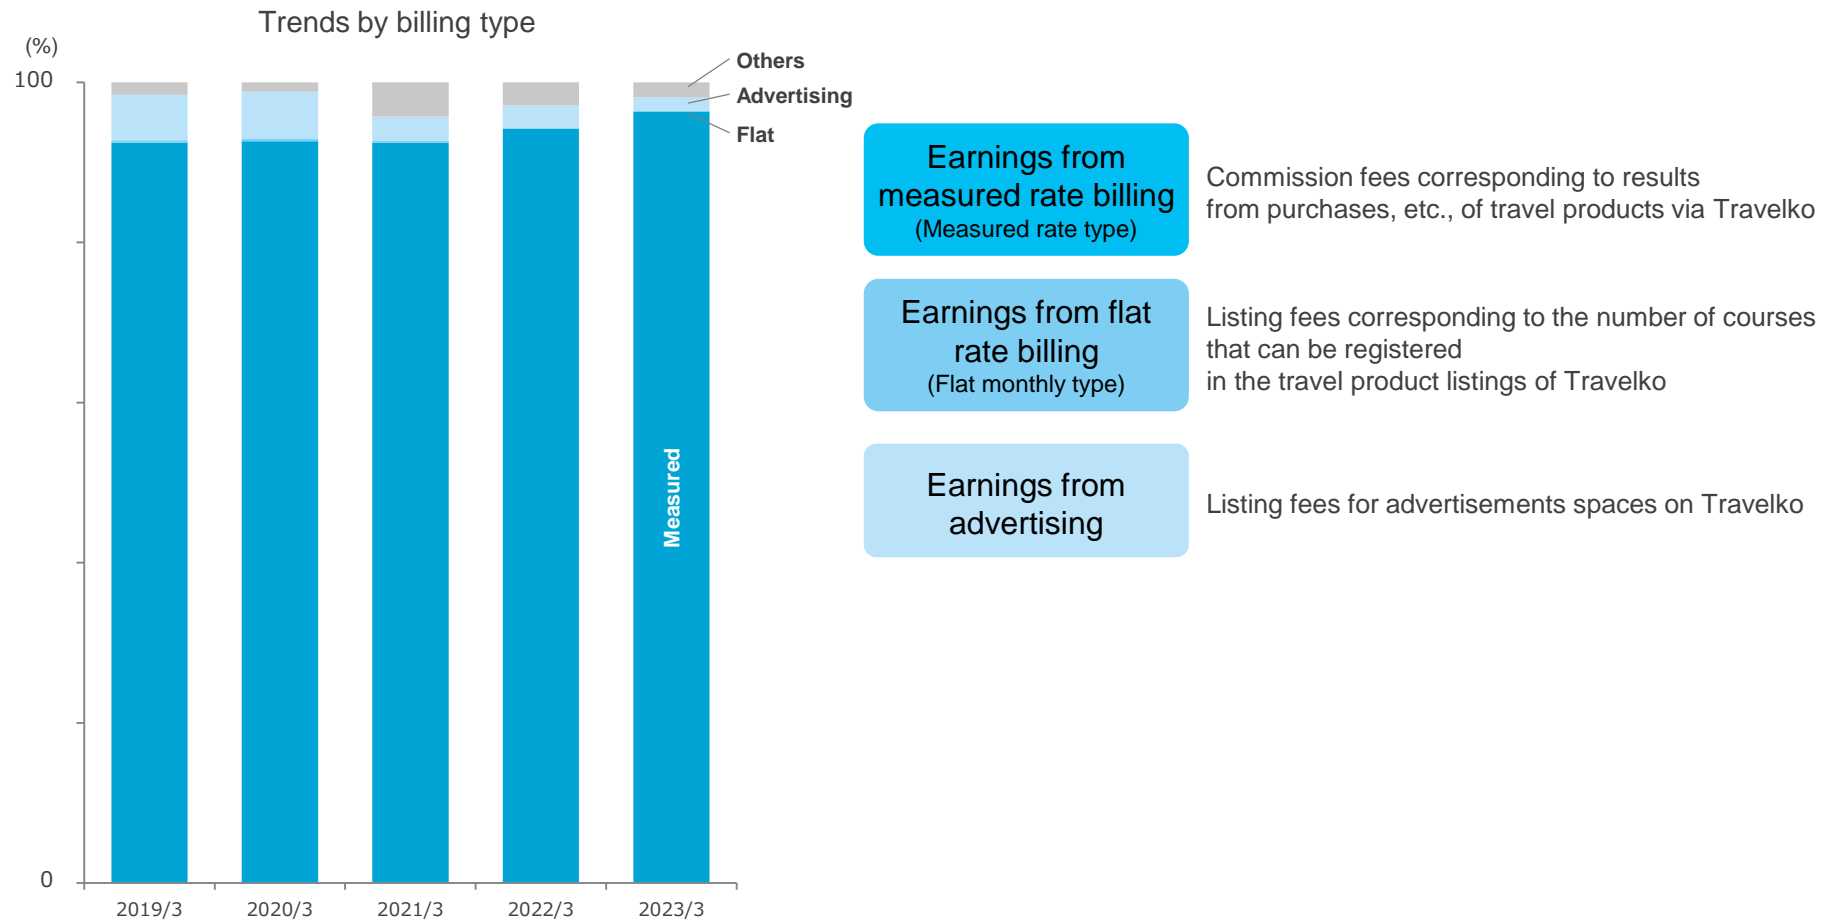 Trends by billing type
(%)
100
0
2019/3
2020/3
2021/3
2022/3
2023/3
Others
Advertising
Flat
Measured
Earnings from
measured rate billing
(Measured rate type)
Commission fees corresponding to results
from purchases, etc., of travel products via Travelko
Earnings from flat
rate billing
(Flat monthly type)
Listing fees corresponding to the number of courses
that can be registered
in the travel product listings of Travelko
Earnings from
advertising
Listing fees for advertisements spaces on Travelko